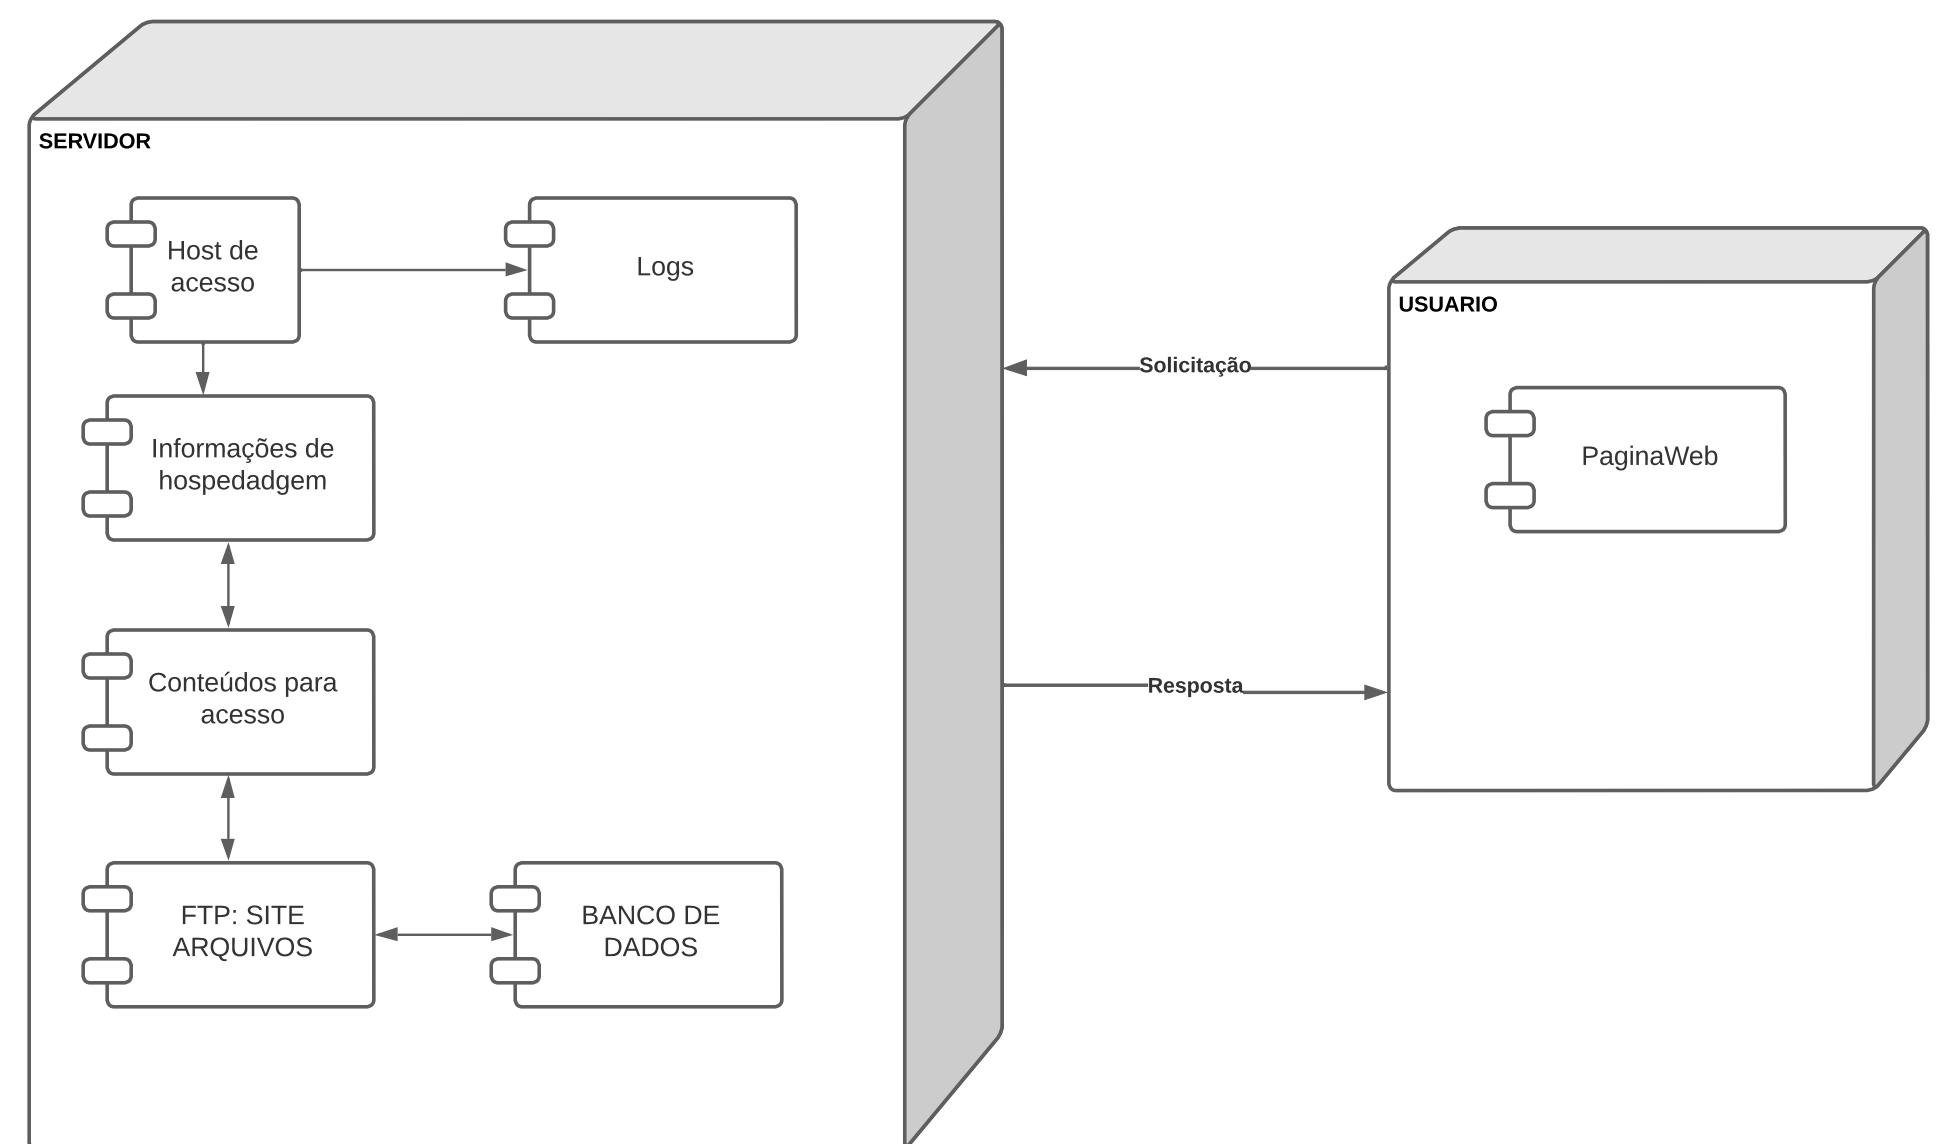 SERVIDOR
Host de
acesso
Logs
Informações de
hospedadgem
Conteúdos para
acesso
FTP: SITE
ARQUIVOS
BANCO DE
DADOS
Solicitação
Resposta
USUARIO
PaginaWeb